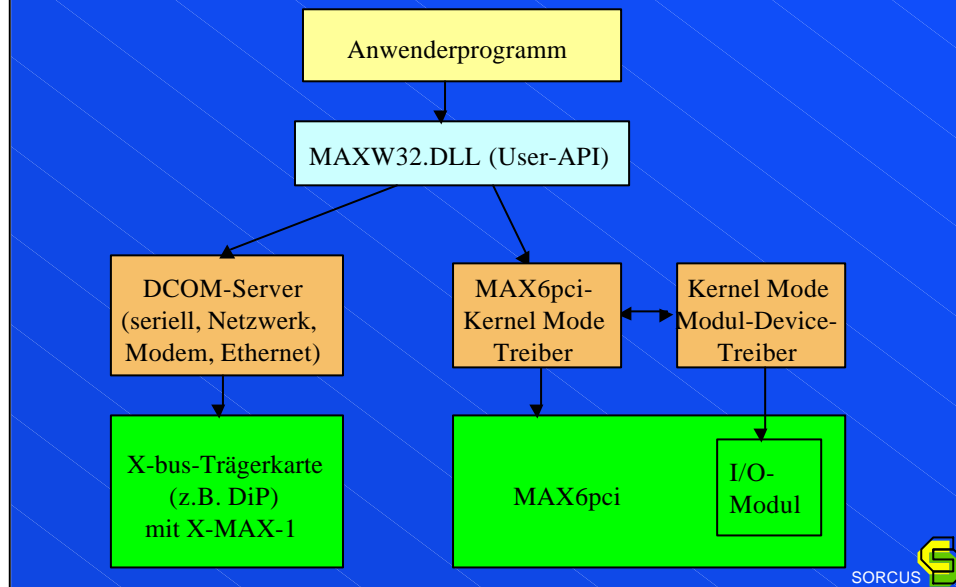 Anwenderprogramm
MAXW32.DLL (User-API)
DCOM-Server
(seriell, Netzwerk,
Modem, Ethernet)
MAX6pci-
Kernel Mode
Treiber
Kernel Mode
Modul-Device-
Treiber
X-bus-Trägerkarte
(z.B. DiP)
mit X-MAX-1
MAX6pci
I/O-
Modul
SORCUS